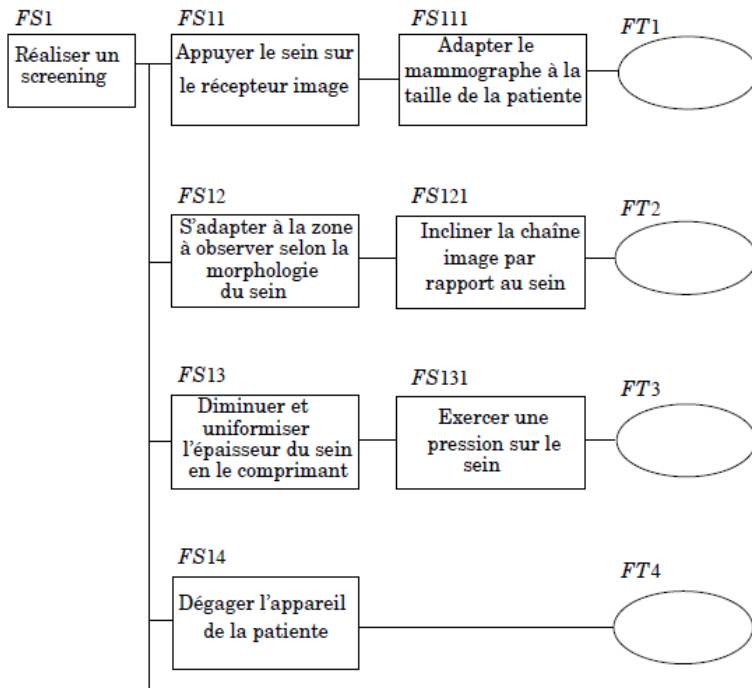 FS1
Réaliser un
screening
FS11
Appuyer le sein sur
le récepteur image
FS111
Adapter le
mammographe à la
taille de la patiente
FT1
FS12
S'adapter à la zone
à observer selon la
morphologie
du sein
FS121
Incliner la chaîne
image par
rapport au sein
FT2
FS13
Diminuer et
uniformiser
l'épaisseur du sein
en le comprimant
FS131
Exercer une
pression sur le
sein
FT3
FS14
Dégager l'appareil
de la patiente
FT4